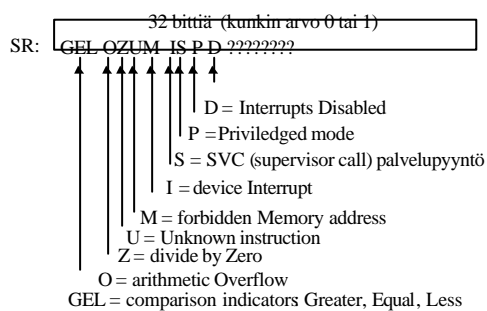 32 bittiä (kunkin arvo 0 tai 1)
SR: GEL OZUM IS P D ????????
D = Interrupts Disabled
P = Priviledged mode
S = SVC (supervisor call) palvelupyyntö
I = device Interrupt
M = forbidden Memory address
U = Unknown instruction
Z = divide by Zero
O = arithmetic Overflow
GEL = comparison indicators: Greater, Equal, Less